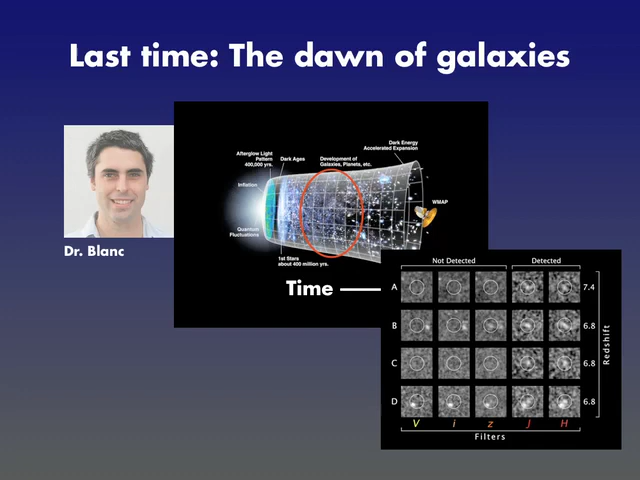 Last time: The dawn of galaxies
Dr. Blanc
Dark Energy
Accelerated Expansion
Afterglow Light
Pattern
400,000 yrs.
Dark Ages
Development of
Galaxies, Planets, etc.
Inflation
WMAP
Quantum
Fluctuations
1st Stars
about 400 million yrs.
Time
Not Detected
Detected
A
7.4
B
6.8
C
6.8
D
6.8
Redshift
V i z J H
Filters